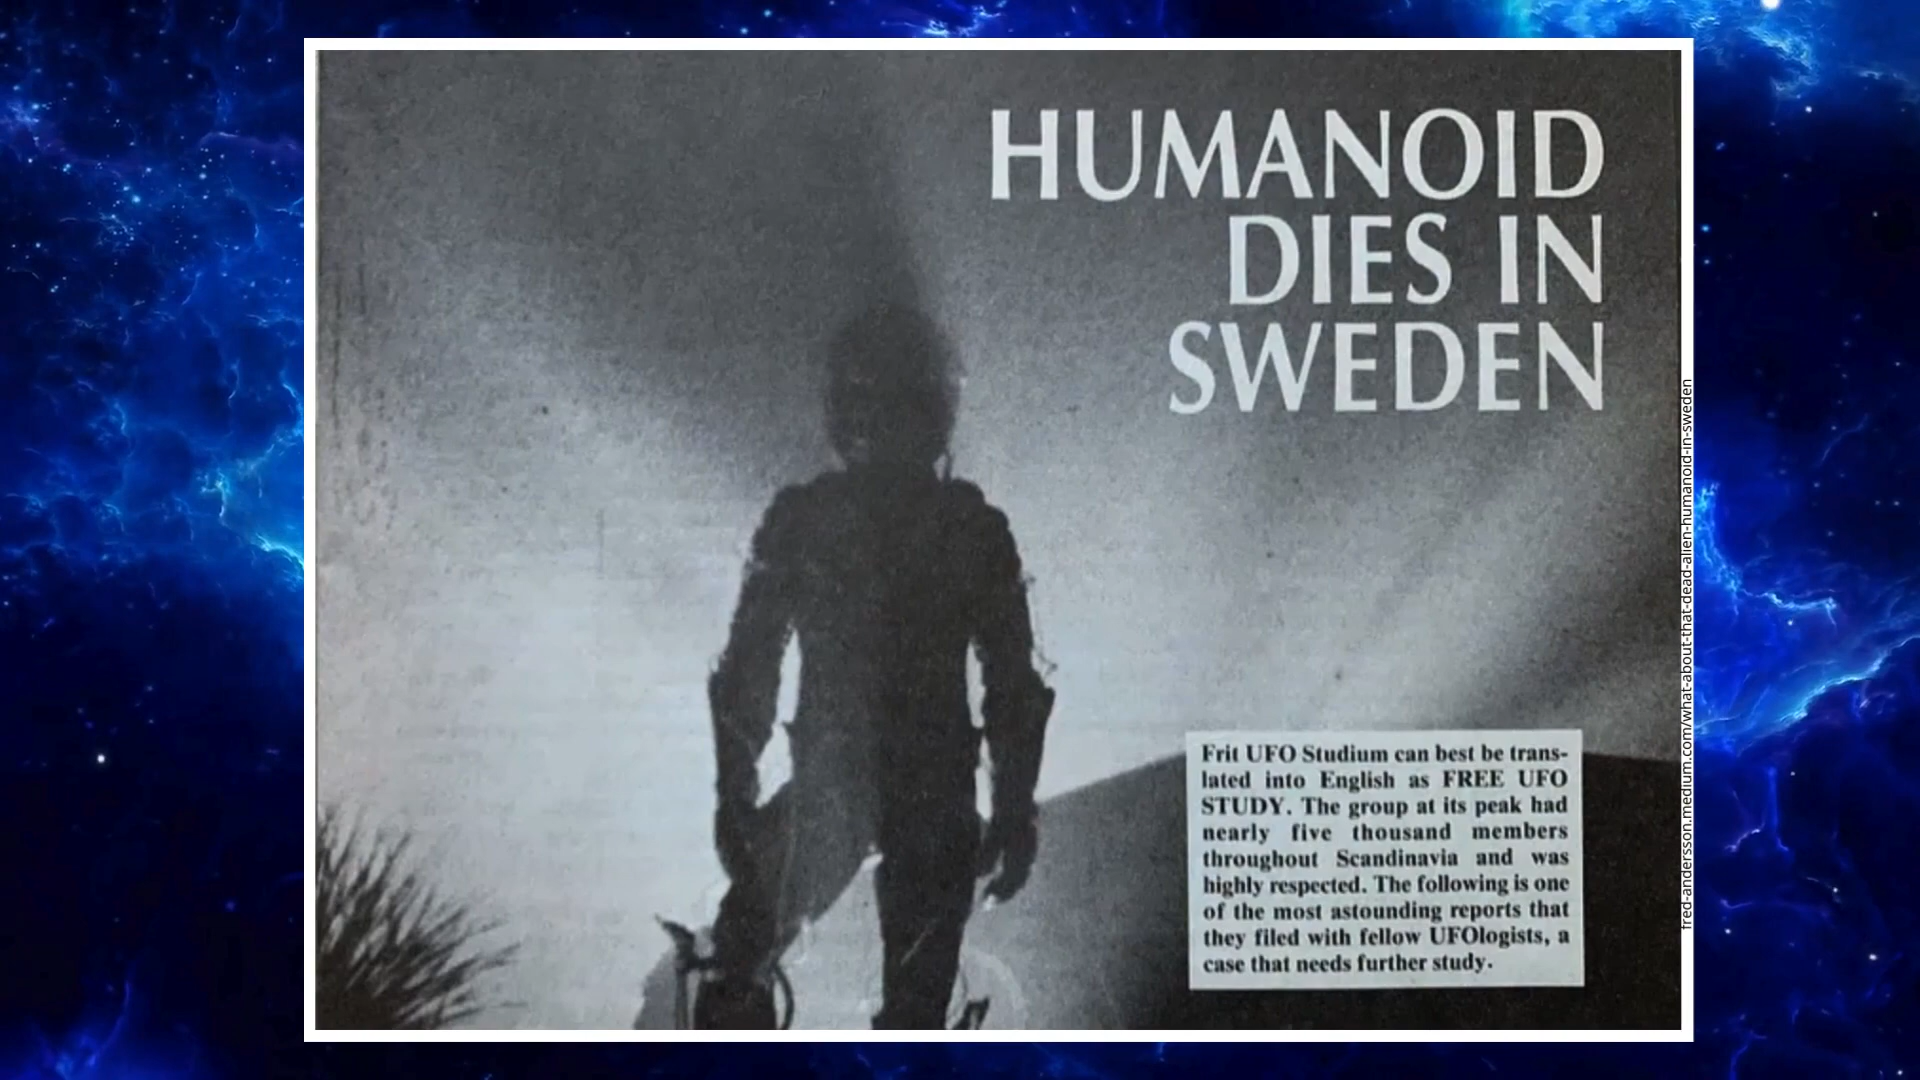 HUMANOID
DIES IN
SWEDEN
Frit UFO Studium can best be trans-
lated into English as FREE UFO
STUDY. The group at its peak had
nearly five thousand members
throughout Scandinavia and was
highly respected. The following is one
of the most astounding reports that
they filed with fellow UFOlogists, a
case that needs further study.
fred-andersson.medium.com/what-about-that-dead-alien-humanoid-in-sweden